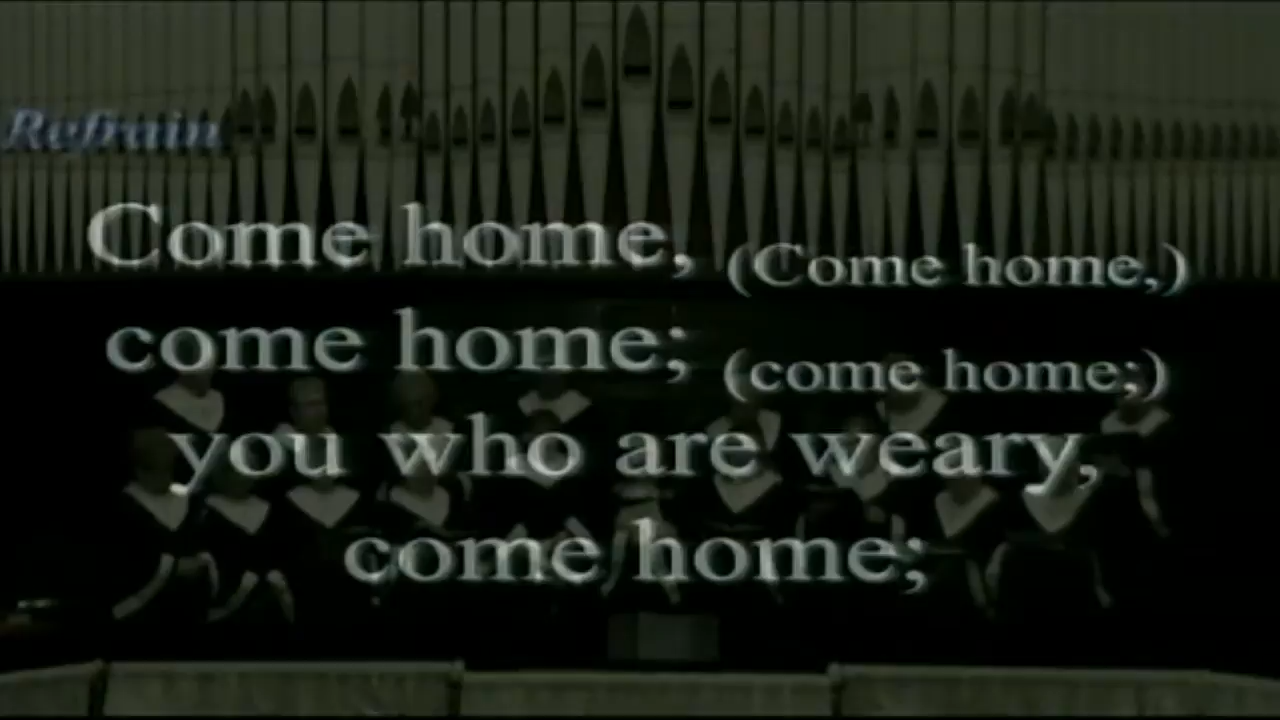 Refrain
Come home, (Come home,)
come home; (come home;)
you who are weary,
come home;